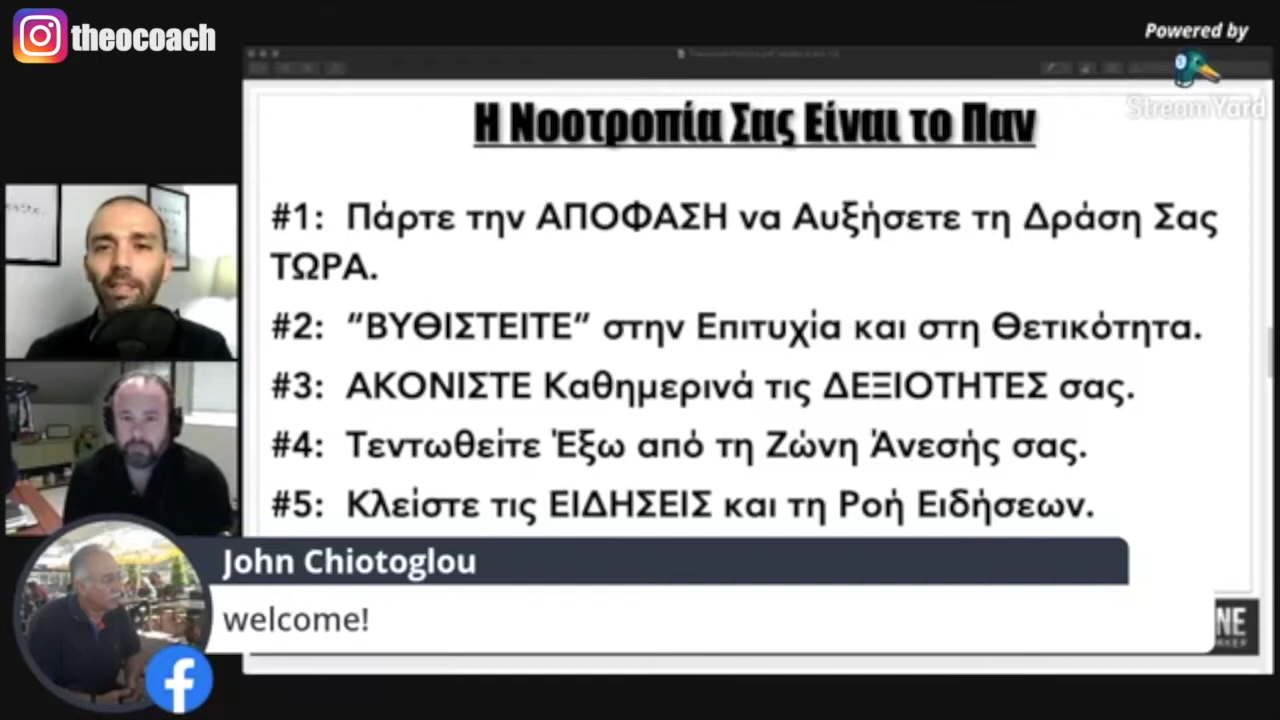 theocoach
Powered by
StreamYard
Η Νοοτροπία Σας Είναι το Παν
#1: Πάρτε την ΑΠΟΦΑΣΗ να Αυξήσετε τη Δράση Σας
ΤΩΡΑ.
#2: “ΒΥΘΙΣΤΕΙΤΕ” στην Επιτυχία και στη Θετικότητα.
#3: ΑΚΟΝΙΣΤΕ Καθημερινά τις ΔΕΞΙΟΤΗΤΕΣ σας.
#4: Τεντωθείτε Έξω από τη Ζώνη Άνεσής σας.
#5: Κλείστε τις ΕΙΔΗΣΕΙΣ και τη Ροή Ειδήσεων.
John Chiotoglou
welcome!
NE